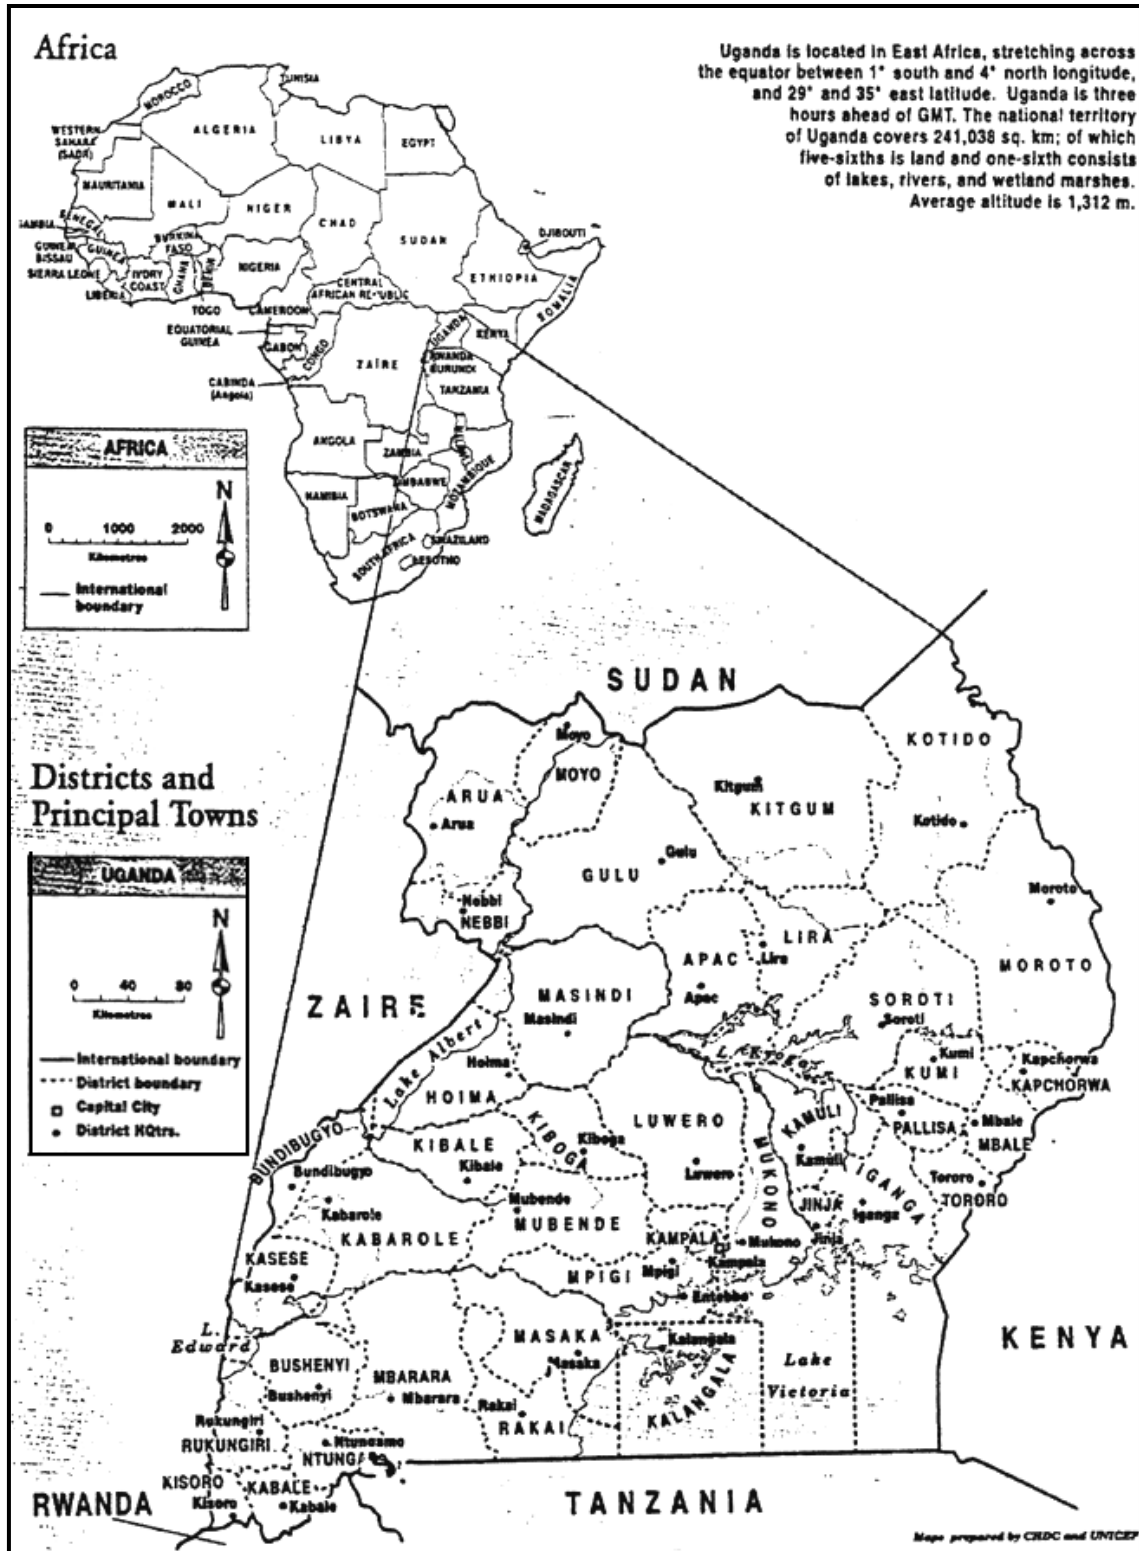 Africa
Uganda is located in East Africa, stretching across
the equator between 1° south and 4° north longitude,
and 29° and 35° east latitude. Uganda is three
hours ahead of GMT. The national territory
of Uganda covers 241,038 sq. km; of which
five-sixths is land and one-sixth consists
of lakes, rivers, and wetland marshes.
Average altitude is 1,312 m.
TUNISIA
MOROCCO
ALGERIA
LIBYA
EGYPT
WESTERN
SAHARA
(SADR)
MAURITANIA
MALI
NIGER
CHAD
SUDAN
SENEGAL
GAMBIA
GUINEA
BISSAU
GUINEA
BURKINA
FASO
SIERRA LEONE
LIBERIA
IVORY
COAST
GHANA
BENIN
TOGO
NIGERIA
CAMEROON
CENTRAL
AFRICAN REPUBLIC
DJIBOUTI
ETHIOPIA
SOMALIA
EQUATORIAL
GUINEA
GABON
CONGO
ZAÏRE
UGANDA
KENYA
RWANDA
BURUNDI
TANZANIA
CABINDA
(Angola)
ANGOLA
ZAMBIA
ZIMBABWE
MOZAMBIQUE
MADAGASCAR
NAMIBIA
BOTSWANA
SOUTH AFRICA
SWAZILAND
LESOTHO
AFRICA
N
0 1000 2000
Kilometres
International
boundary
Districts and
Principal Towns
UGANDA
N
0 40 80
Kilometres
International boundary
District boundary
Capital City
District HQtrs.
SUDAN
ZAIRE
KENYA
TANZANIA
RWANDA
Moyo
MOYO
ARUA
Arua
Kitgum
KITGUM
KOTIDO
Kotido
Gulu
GULU
Nebbi
NEBBI
Moroto
MOROTO
LIRA
Lira
APAC
Apac
MASINDI
Masindi
SOROTI
Soroti
L. Kyoga
Lake Albert
Hoima
HOIMA
Kumi
KUMI
Kapchorwa
KAPCHORWA
Pallisa
PALLISA
Mbale
MBALE
KAMULI
Kamuli
LUWERO
Luwero
MUKONO
Mukono
KIBOGA
Kiboga
KIBALE
Kibale
BUNDIBUGYO
Bundibugyo
Kabarole
KABAROLE
Mubende
MUBENDE
IGANGA
Iganga
Tororo
TORORO
JINJA
Jinja
KAMPALA
Kampala
MPIGI
Mpigi
Entebbe
KASESE
Kasese
L.
Edward
MASAKA
Masaka
Kalangala
KALANGALA
Lake
Victoria
BUSHENYI
Bushenyi
MBARARA
Mbarara
Rakai
RAKAI
Rukungiri
RUKUNGIRI
Ntungamo
KISORO
Kisoro
KABALE
Kabale
Maps prepared by CHDC and UNICEF